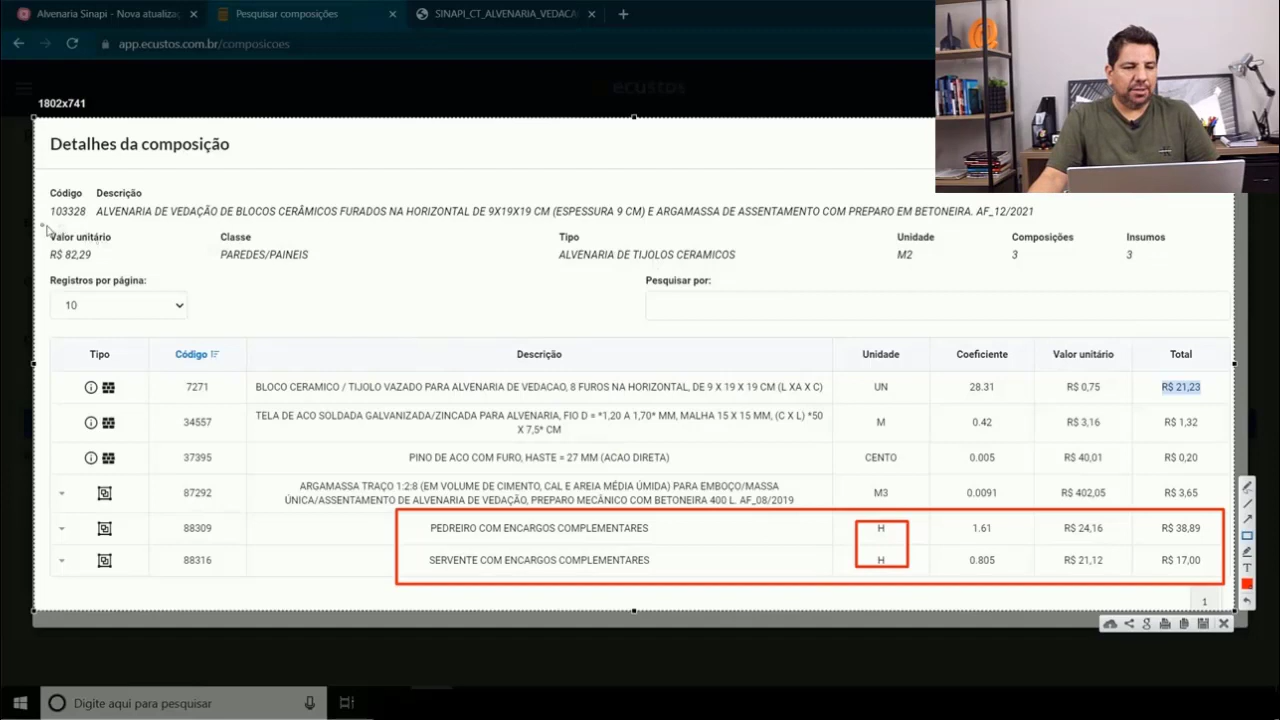 Alvenaria Sinapi - Nova atualizaç
Pesquisar composições
SINAPI_CT_ALVENARIA_VEDAÇA
app.ecustos.com.br/composicoes
ecustos
1802x741
Detalhes da composição
Código Descrição
103328 ALVENARIA DE VEDAÇÃO DE BLOCOS CERÂMICOS FURADOS NA HORIZONTAL DE 9X19X19 CM (ESPESSURA 9 CM) E ARGAMASSA DE ASSENTAMENTO COM PREPARO EM BETONEIRA. AF_12/2021
Valor unitário Classe Tipo Unidade Composições Insumos
R$ 82,29 PAREDES/PAINEIS ALVENARIA DE TIJOLOS CERAMICOS M2 3 3
Registros por página: Pesquisar por:
10
Tipo Código Descrição Unidade Coeficiente Valor unitário Total
7271 BLOCO CERAMICO / TIJOLO VAZADO PARA ALVENARIA DE VEDACAO, 8 FUROS NA HORIZONTAL, DE 9 X 19 X 19 CM (L XA X C) UN 28.31 R$ 0,75 R$ 21,23
34557 TELA DE ACO SOLDADA GALVANIZADA/ZINCADA PARA ALVENARIA, FIO D = *1,20 A 1,70* MM, MALHA 15 X 15 MM, (C X L) *50
X 7,5* CM M 0.42 R$ 3,16 R$ 1,32
37395 PINO DE ACO COM FURO, HASTE = 27 MM (ACAO DIRETA) CENTO 0.005 R$ 40,01 R$ 0,20
87292 ARGAMASSA TRAÇO 1:2:8 (EM VOLUME DE CIMENTO, CAL E AREIA MÉDIA ÚMIDA) PARA EMBOÇO/MASSA
ÚNICA/ASSENTAMENTO DE ALVENARIA DE VEDAÇÃO, PREPARO MECÂNICO COM BETONEIRA 400 L. AF_08/2019 M3 0.0091 R$ 402,05 R$ 3,65
88309 PEDREIRO COM ENCARGOS COMPLEMENTARES H 1.61 R$ 24,16 R$ 38,89
88316 SERVENTE COM ENCARGOS COMPLEMENTARES H 0.805 R$ 21,12 R$ 17,00
1
Digite aqui para pesquisar